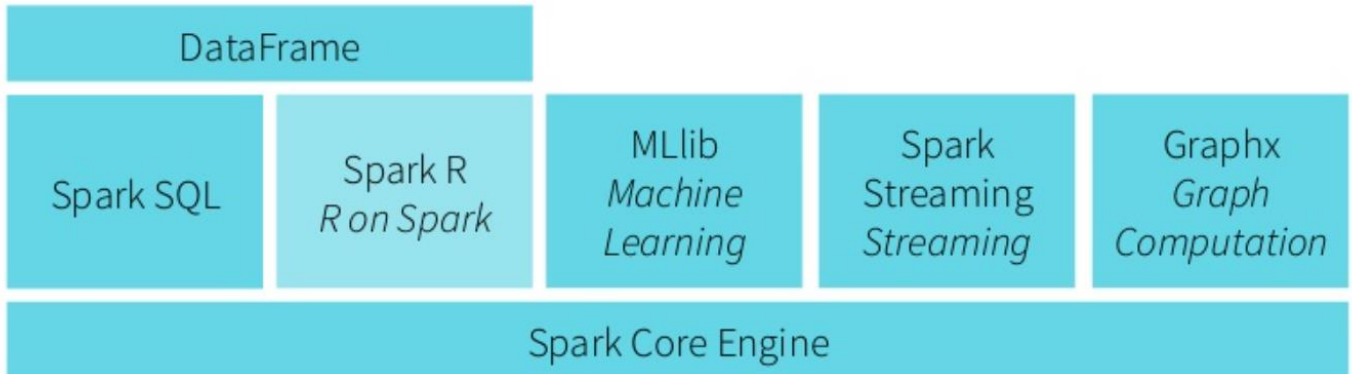 DataFrame
Spark SQL
Spark R
R on Spark
MLlib
Machine
Learning
Spark
Streaming
Streaming
Graphx
Graph
Computation
Spark Core Engine